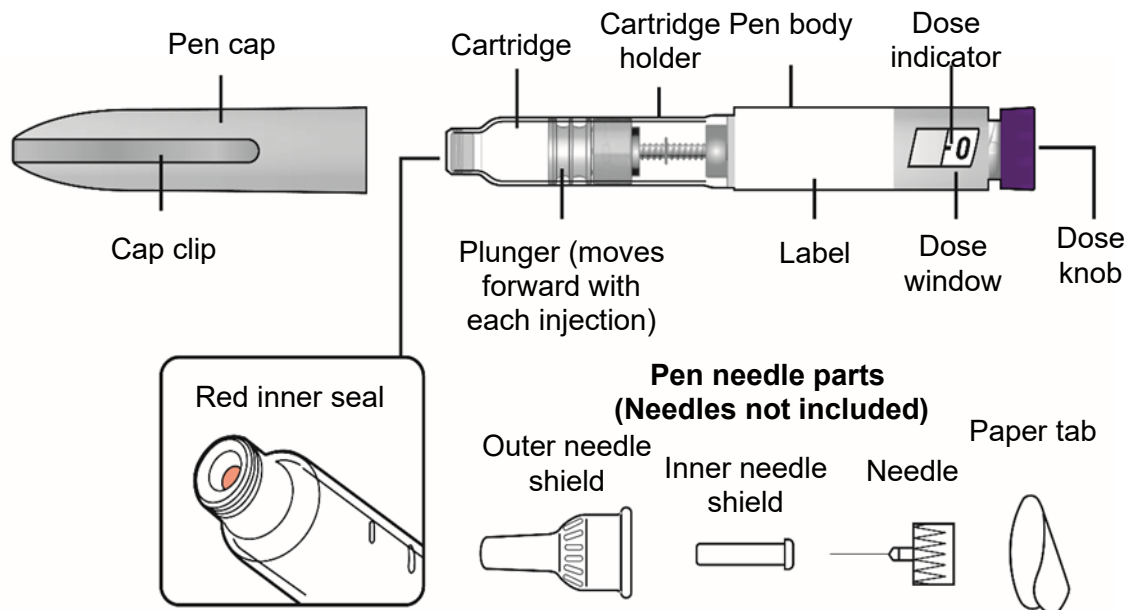 Pen cap
Cartridge
Cartridge
holder
Pen body
Dose
indicator
0
Cap clip
Plunger (moves
forward with
each injection)
Label
Dose
window
Dose
knob
Red inner seal
Pen needle parts
(Needles not included)
Outer needle
shield
Inner needle
shield
Needle
Paper tab